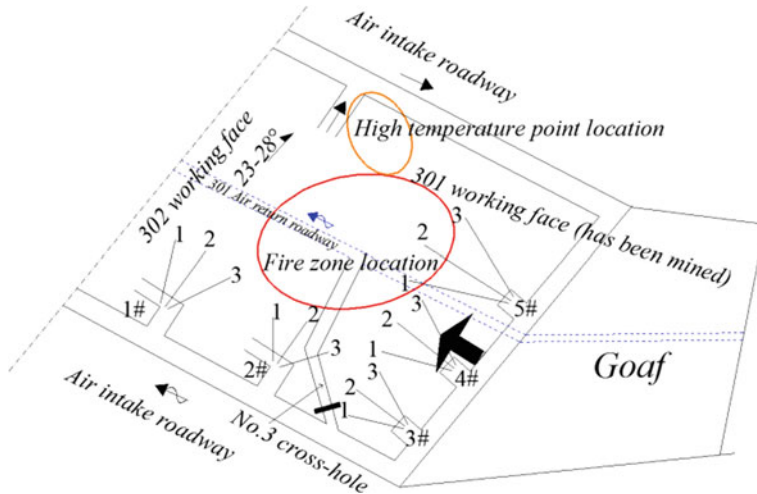 Air intake roadway
High temperature point location
302 working face
23-28°
301 Air return roadway
301 working face (has been mined)
Fire zone location
1
2
3
1#
1
2
3
2#
1
2
3
3#
1
2
3
4#
1
2
3
5#
Goaf
No.3 cross-hole
Air intake roadway